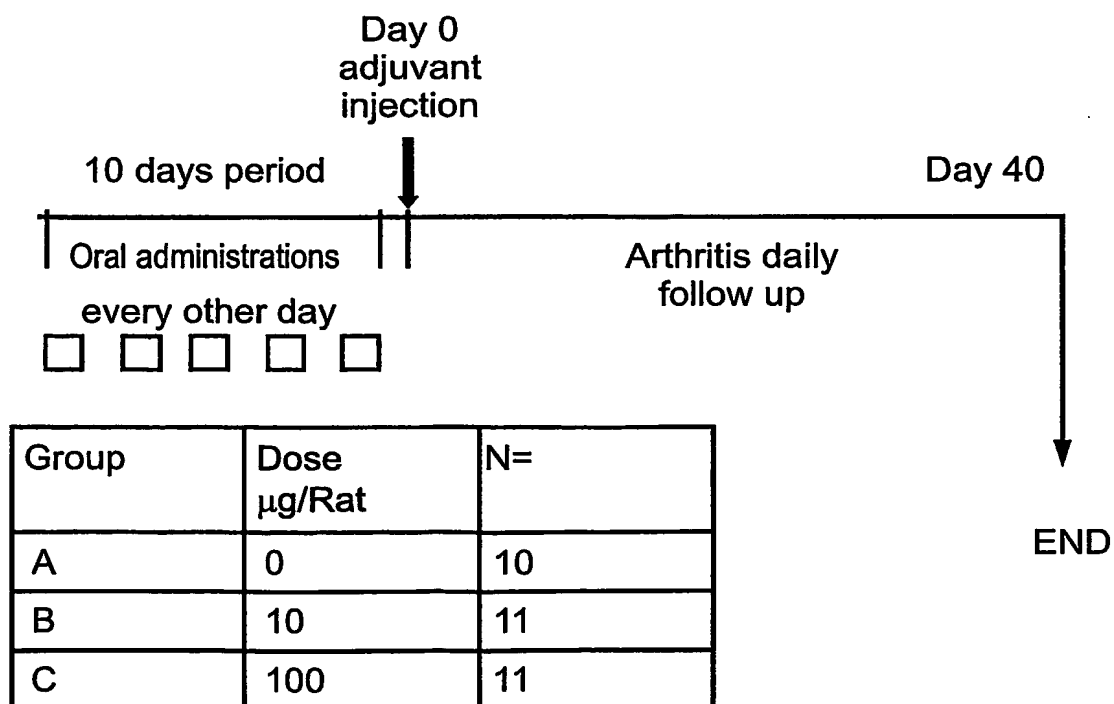 Day 0
adjuvant
injection
10 days period
Day 40
Oral administrations
every other day
Arthritis daily
follow up
END
Group Dose μg/Rat N=
A 0 10
B 10 11
C 100 11